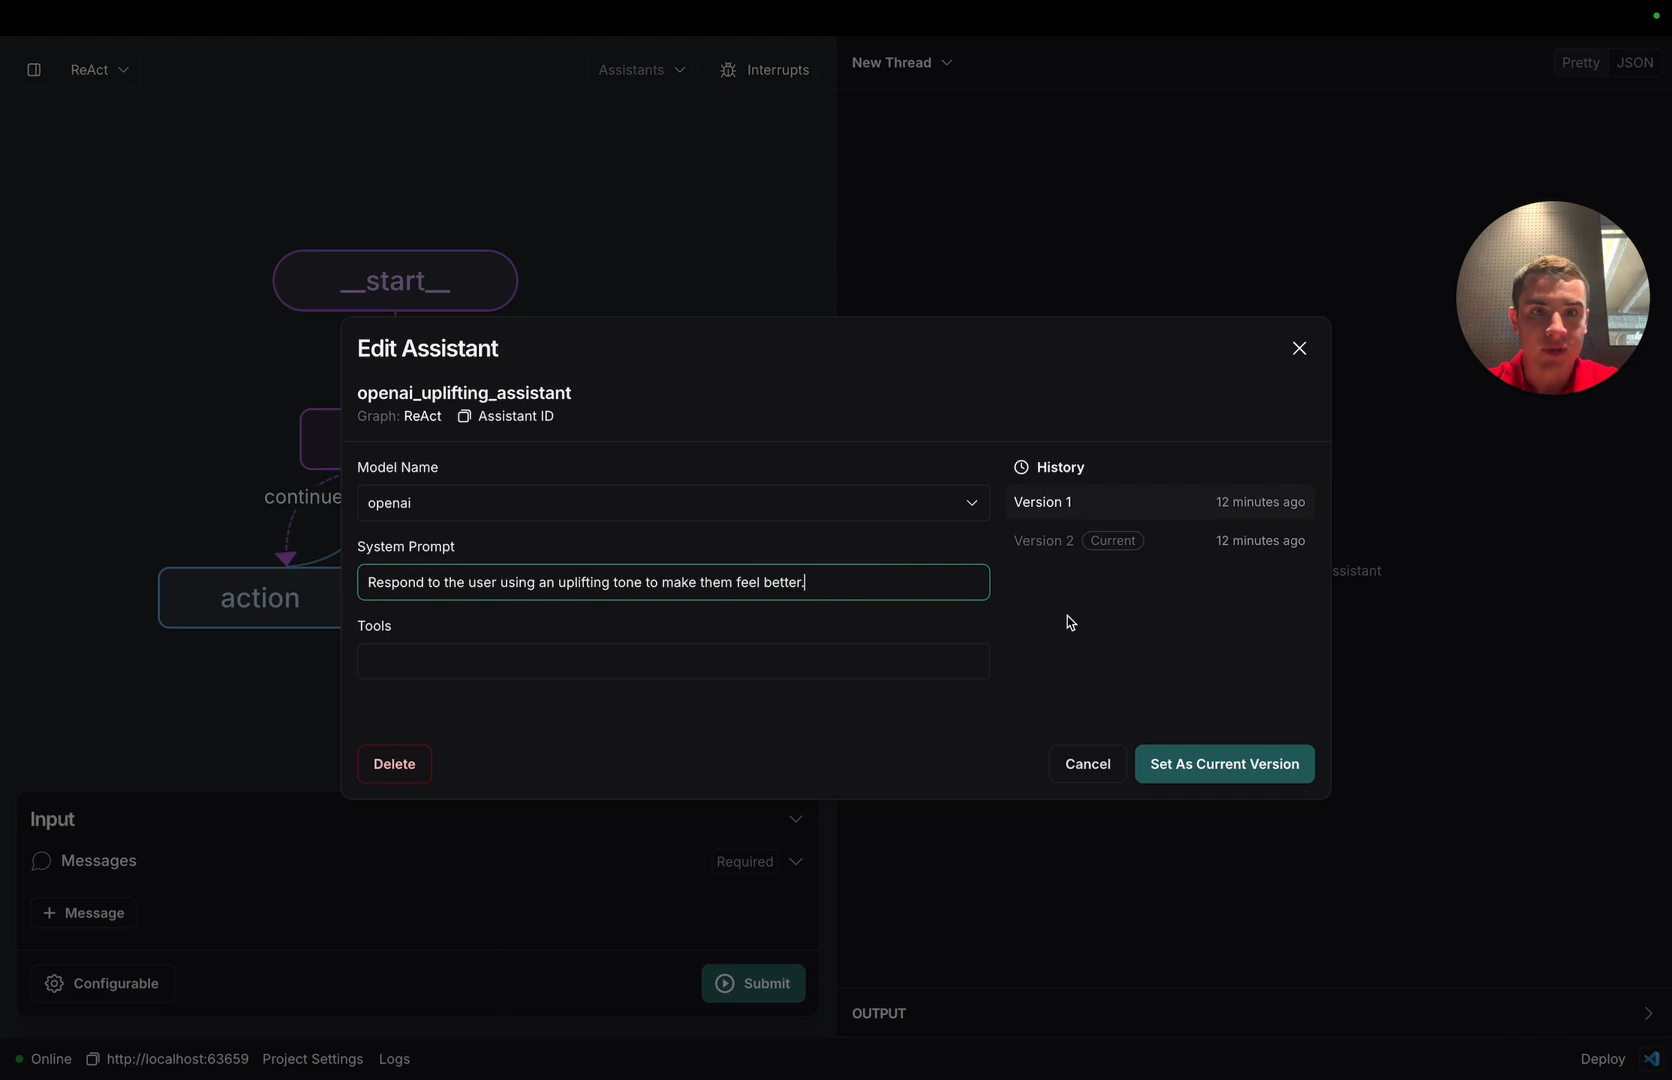 ReAct
Assistants
Interrupts
New Thread
Pretty
JSON
__start__
continue
action
Edit Assistant
openai_uplifting_assistant
Graph: ReAct
Assistant ID
Model Name
openai
System Prompt
Respond to the user using an uplifting tone to make them feel better.
Tools
History
Version 1
12 minutes ago
Version 2
Current
12 minutes ago
ssistant
Delete
Cancel
Set As Current Version
Input
Messages
Required
+ Message
Configurable
Submit
OUTPUT
Online
http://localhost:63659
Project Settings
Logs
Deploy